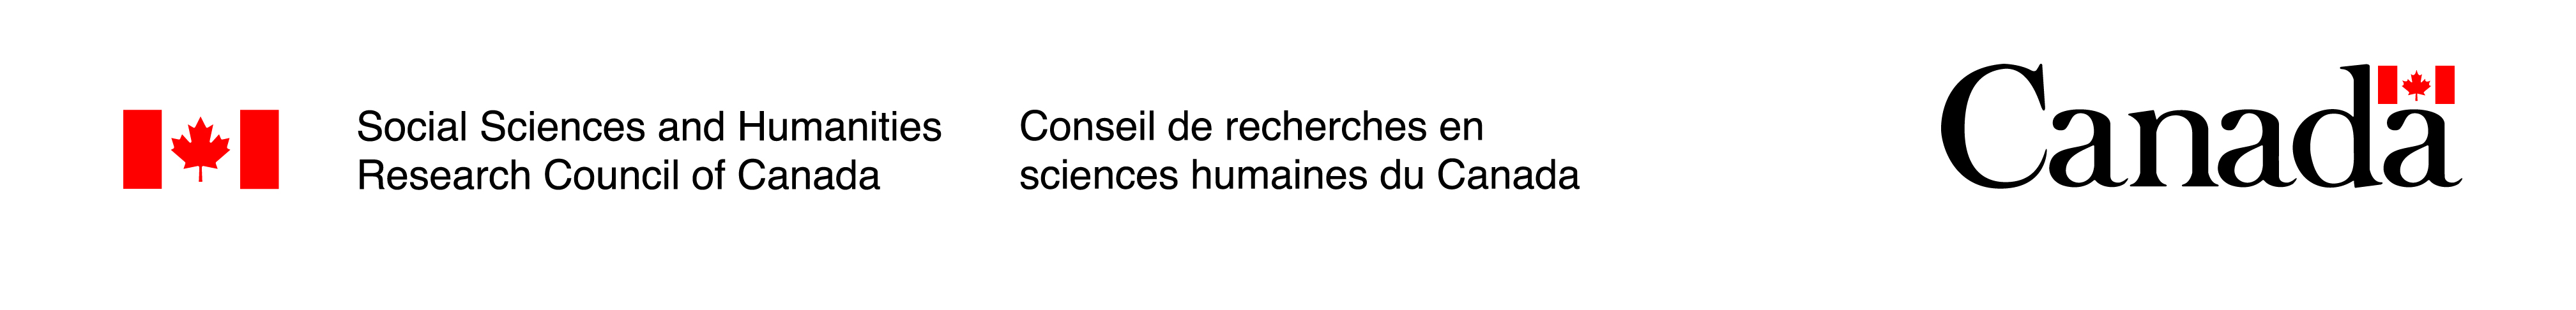 Social Sciences and Humanities
Research Council of Canada
Conseil de recherches en
sciences humaines du Canada
Canada